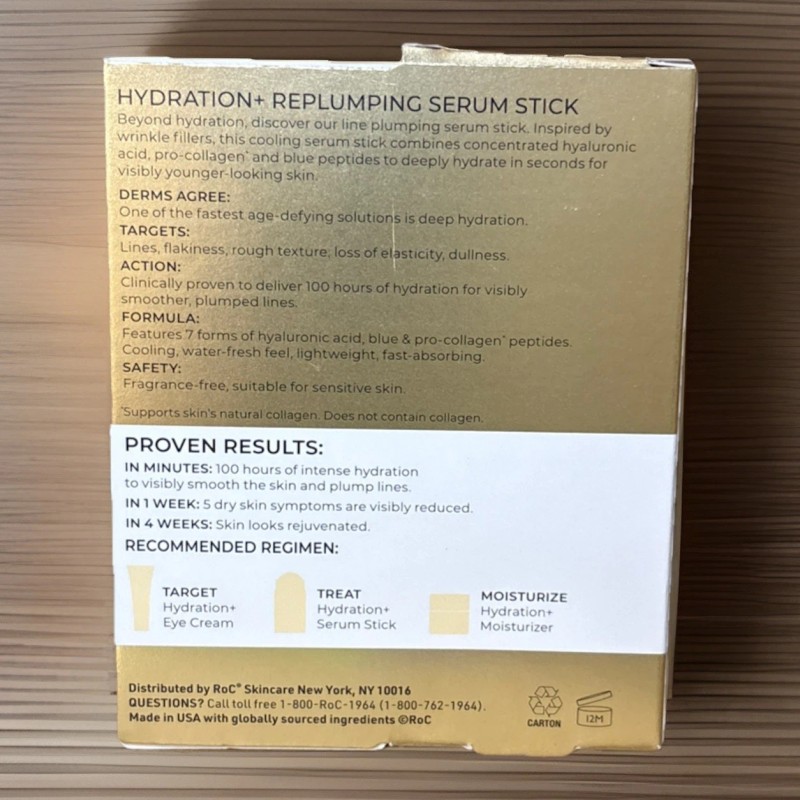 HYDRATION+ REPLUMPING SERUM STICK
Beyond hydration, discover our line plumping serum stick. Inspired by
wrinkle fillers, this cooling serum stick combines concentrated hyaluronic
acid, pro-collagen* and blue peptides to deeply hydrate in seconds for
visibly younger-looking skin.
DERMS AGREE:
One of the fastest age-defying solutions is deep hydration.
TARGETS:
Lines, flakiness, rough texture, loss of elasticity, dullness.
ACTION:
Clinically proven to deliver 100 hours of hydration for visibly
smoother, plumped lines.
FORMULA:
Features 7 forms of hyaluronic acid, blue & pro-collagen* peptides.
Cooling, water-fresh feel, lightweight, fast-absorbing.
SAFETY:
Fragrance-free, suitable for sensitive skin.
*Supports skin's natural collagen. Does not contain collagen.
PROVEN RESULTS:
IN MINUTES: 100 hours of intense hydration
to visibly smooth the skin and plump lines.
IN 1 WEEK: 5 dry skin symptoms are visibly reduced.
IN 4 WEEKS: Skin looks rejuvenated.
RECOMMENDED REGIMEN:
TARGET
Hydration+
Eye Cream
TREAT
Hydration+
Serum Stick
MOISTURIZE
Hydration+
Moisturizer
Distributed by RoC® Skincare New York, NY 10016
QUESTIONS? Call toll free 1-800-RoC-1964 (1-800-762-1964).
Made in USA with globally sourced ingredients ©RoC
CARTON
12M